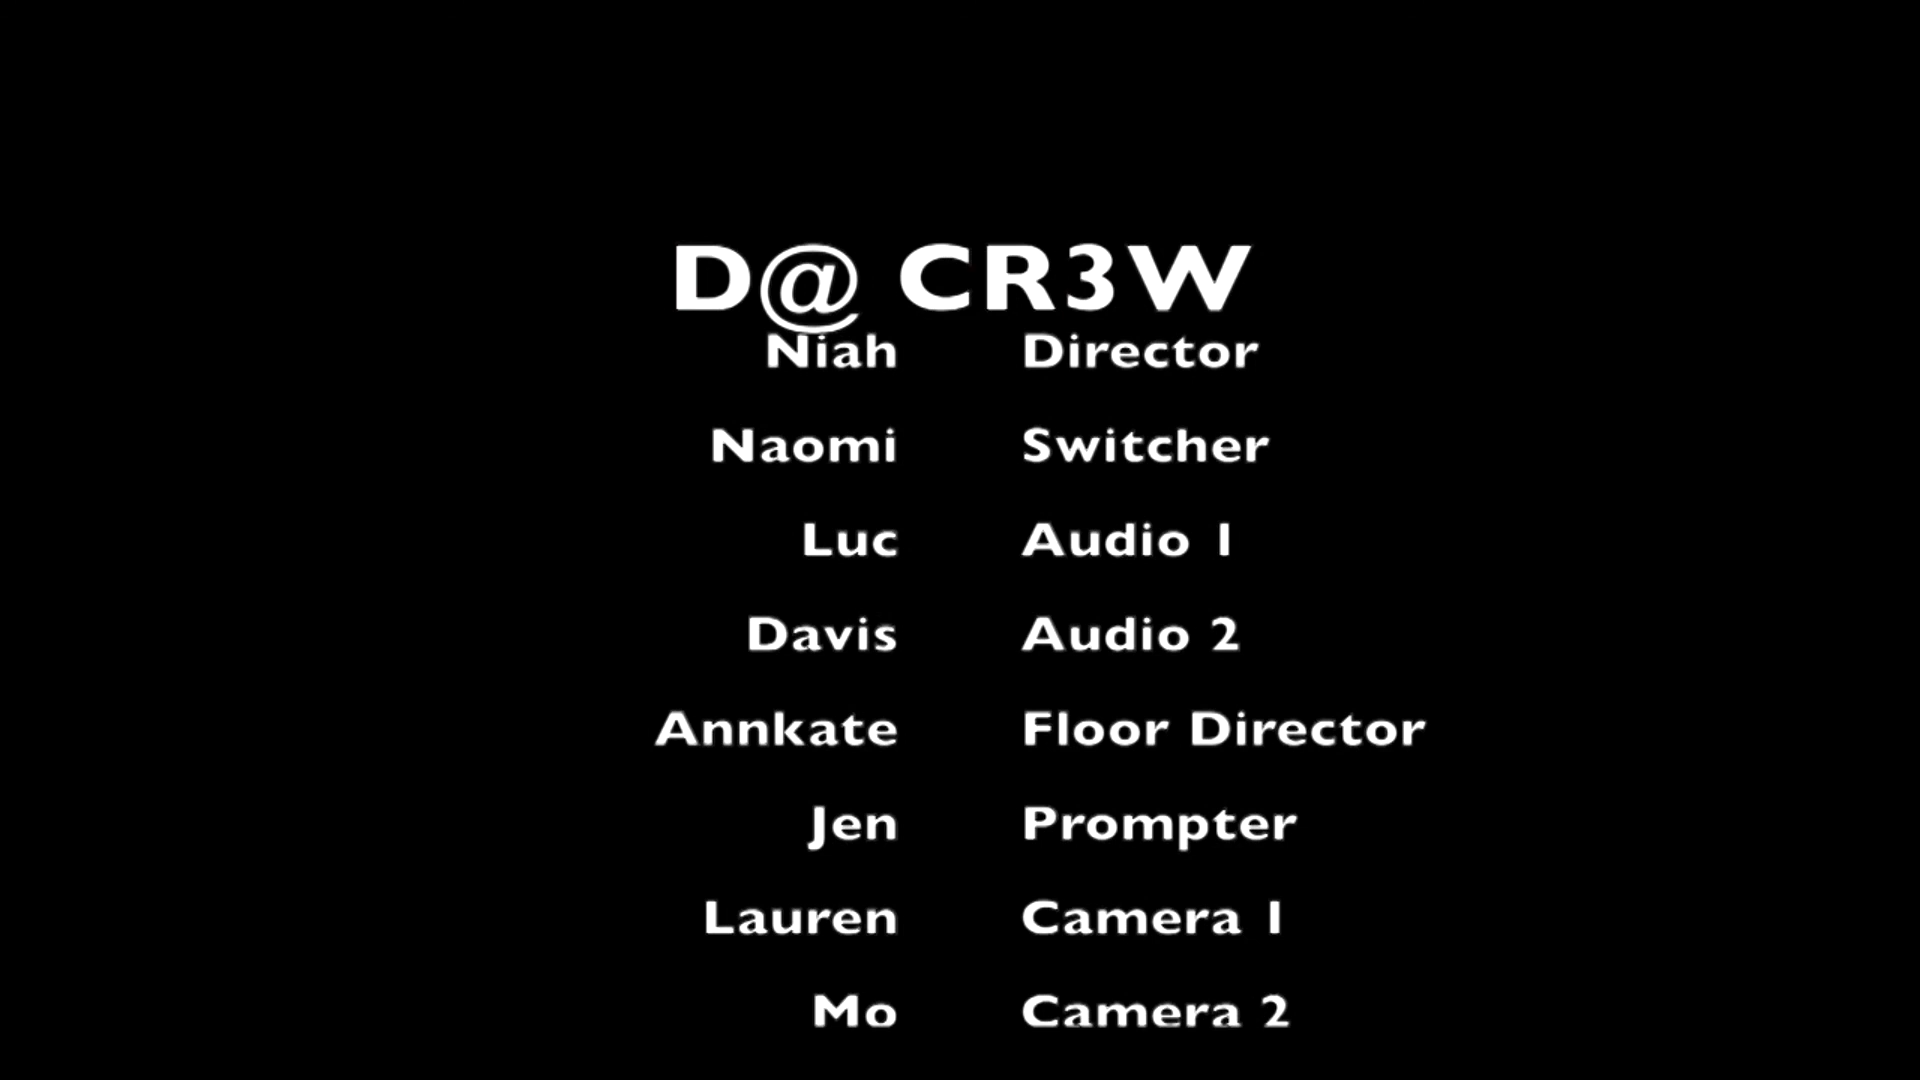 D@ CR3W
Niah Director
Naomi Switcher
Luc Audio 1
Davis Audio 2
Annkate Floor Director
Jen Prompter
Lauren Camera 1
Mo Camera 2